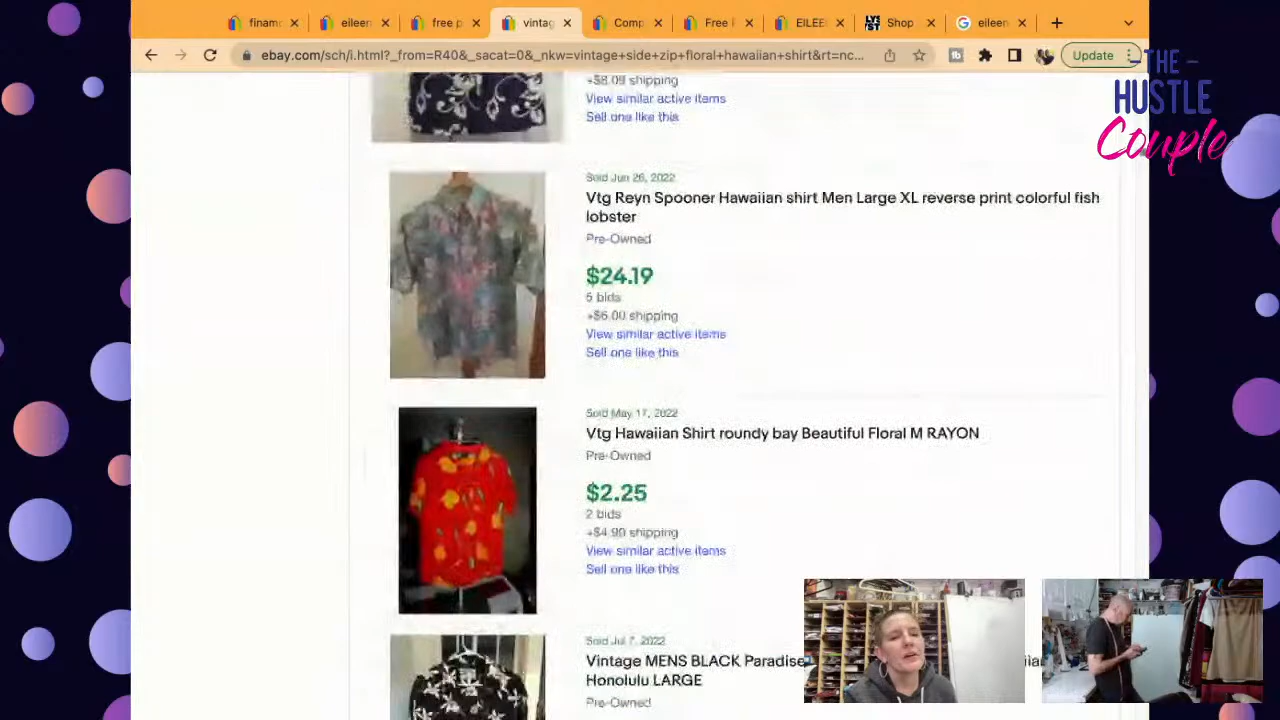 finam
eileen
free p
vintag
Comp
Free l
EILEE
LYST
Shop
eileen
ebay.com/sch/i.html?_from=R40&_sacat=0&_nkw=vintage+side+zip+floral+hawaiian+shirt&rt=nc...
Update
-THE-
HUSTLE
Couple
+$8.09 shipping
View similar active items
Sell one like this
Sold Jun 26, 2022
Vtg Reyn Spooner Hawaiian shirt Men Large XL reverse print colorful fish
lobster
Pre-Owned
$24.19
5 bids
+$6.00 shipping
View similar active items
Sell one like this
Sold May 17, 2022
Vtg Hawaiian Shirt roundy bay Beautiful Floral M RAYON
Pre-Owned
$2.25
2 bids
+$4.99 shipping
View similar active items
Sell one like this
Sold Jul 7, 2022
Vintage MENS BLACK Paradise
Honolulu LARGE
Pre-Owned